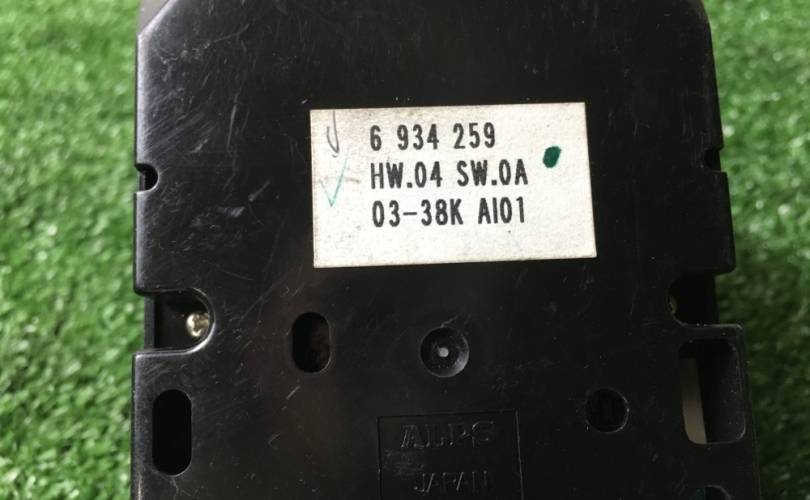 6 934 259
HW.04 SW.0A
03-38K AI01
ALPS
JAPAN